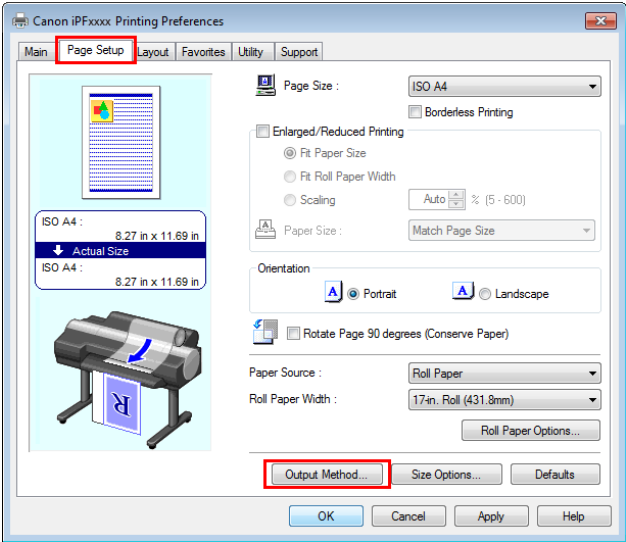 Canon iPFxxxx Printing Preferences
Main Page Setup Layout Favorites Utility Support
Page Size : ISO A4
Borderless Printing
Enlarged/Reduced Printing
Fit Paper Size
Fit Roll Paper Width
Scaling Auto % (5 - 600)
Paper Size : Match Page Size
ISO A4 :
8.27 in x 11.69 in
Actual Size
ISO A4 :
8.27 in x 11.69 in
Orientation
A Portrait A Landscape
Rotate Page 90 degrees (Conserve Paper)
Paper Source : Roll Paper
Roll Paper Width : 17-in. Roll (431.8mm)
Roll Paper Options...
R
Output Method... Size Options... Defaults
OK Cancel Apply Help